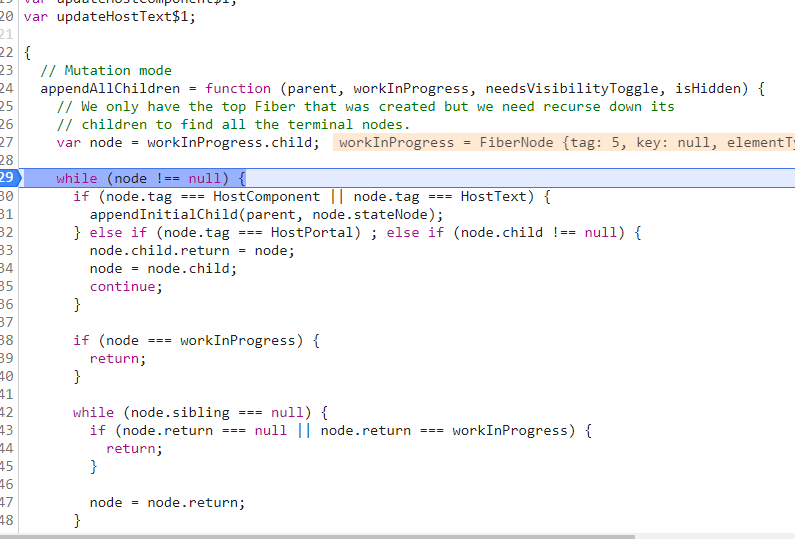 19 var updateHostComponent$1;
20 var updateHostText$1;
21
22 {
23 // Mutation mode
24 appendAllChildren = function (parent, workInProgress, needsVisibilityToggle, isHidden) {
25 // We only have the top Fiber that was created but we need recurse down its
26 // children to find all the terminal nodes.
27 var node = workInProgress.child; workInProgress = FiberNode {tag: 5, key: null, elementTy
28
29 while (node !== null) {
30 if (node.tag === HostComponent || node.tag === HostText) {
31 appendInitialChild(parent, node.stateNode);
32 } else if (node.tag === HostPortal) ; else if (node.child !== null) {
33 node.child.return = node;
34 node = node.child;
35 continue;
36 }
37
38 if (node === workInProgress) {
39 return;
40 }
41
42 while (node.sibling === null) {
43 if (node.return === null || node.return === workInProgress) {
44 return;
45 }
46
47 node = node.return;
48 }